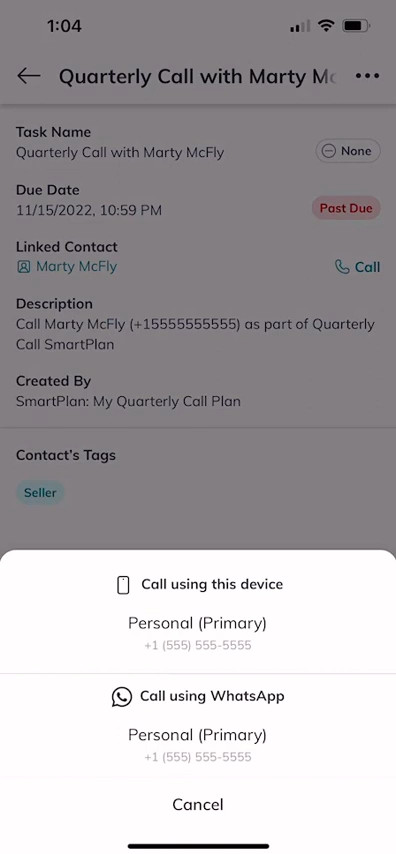 1:04
Quarterly Call with Marty Mc
Task Name
Quarterly Call with Marty McFly
None
Due Date
11/15/2022, 10:59 PM
Past Due
Linked Contact
Marty McFly
Call
Description
Call Marty McFly (+15555555555) as part of Quarterly
Call SmartPlan
Created By
SmartPlan: My Quarterly Call Plan
Contact's Tags
Seller
Call using this device
Personal (Primary)
+1 (555) 555-5555
Call using WhatsApp
Personal (Primary)
+1 (555) 555-5555
Cancel